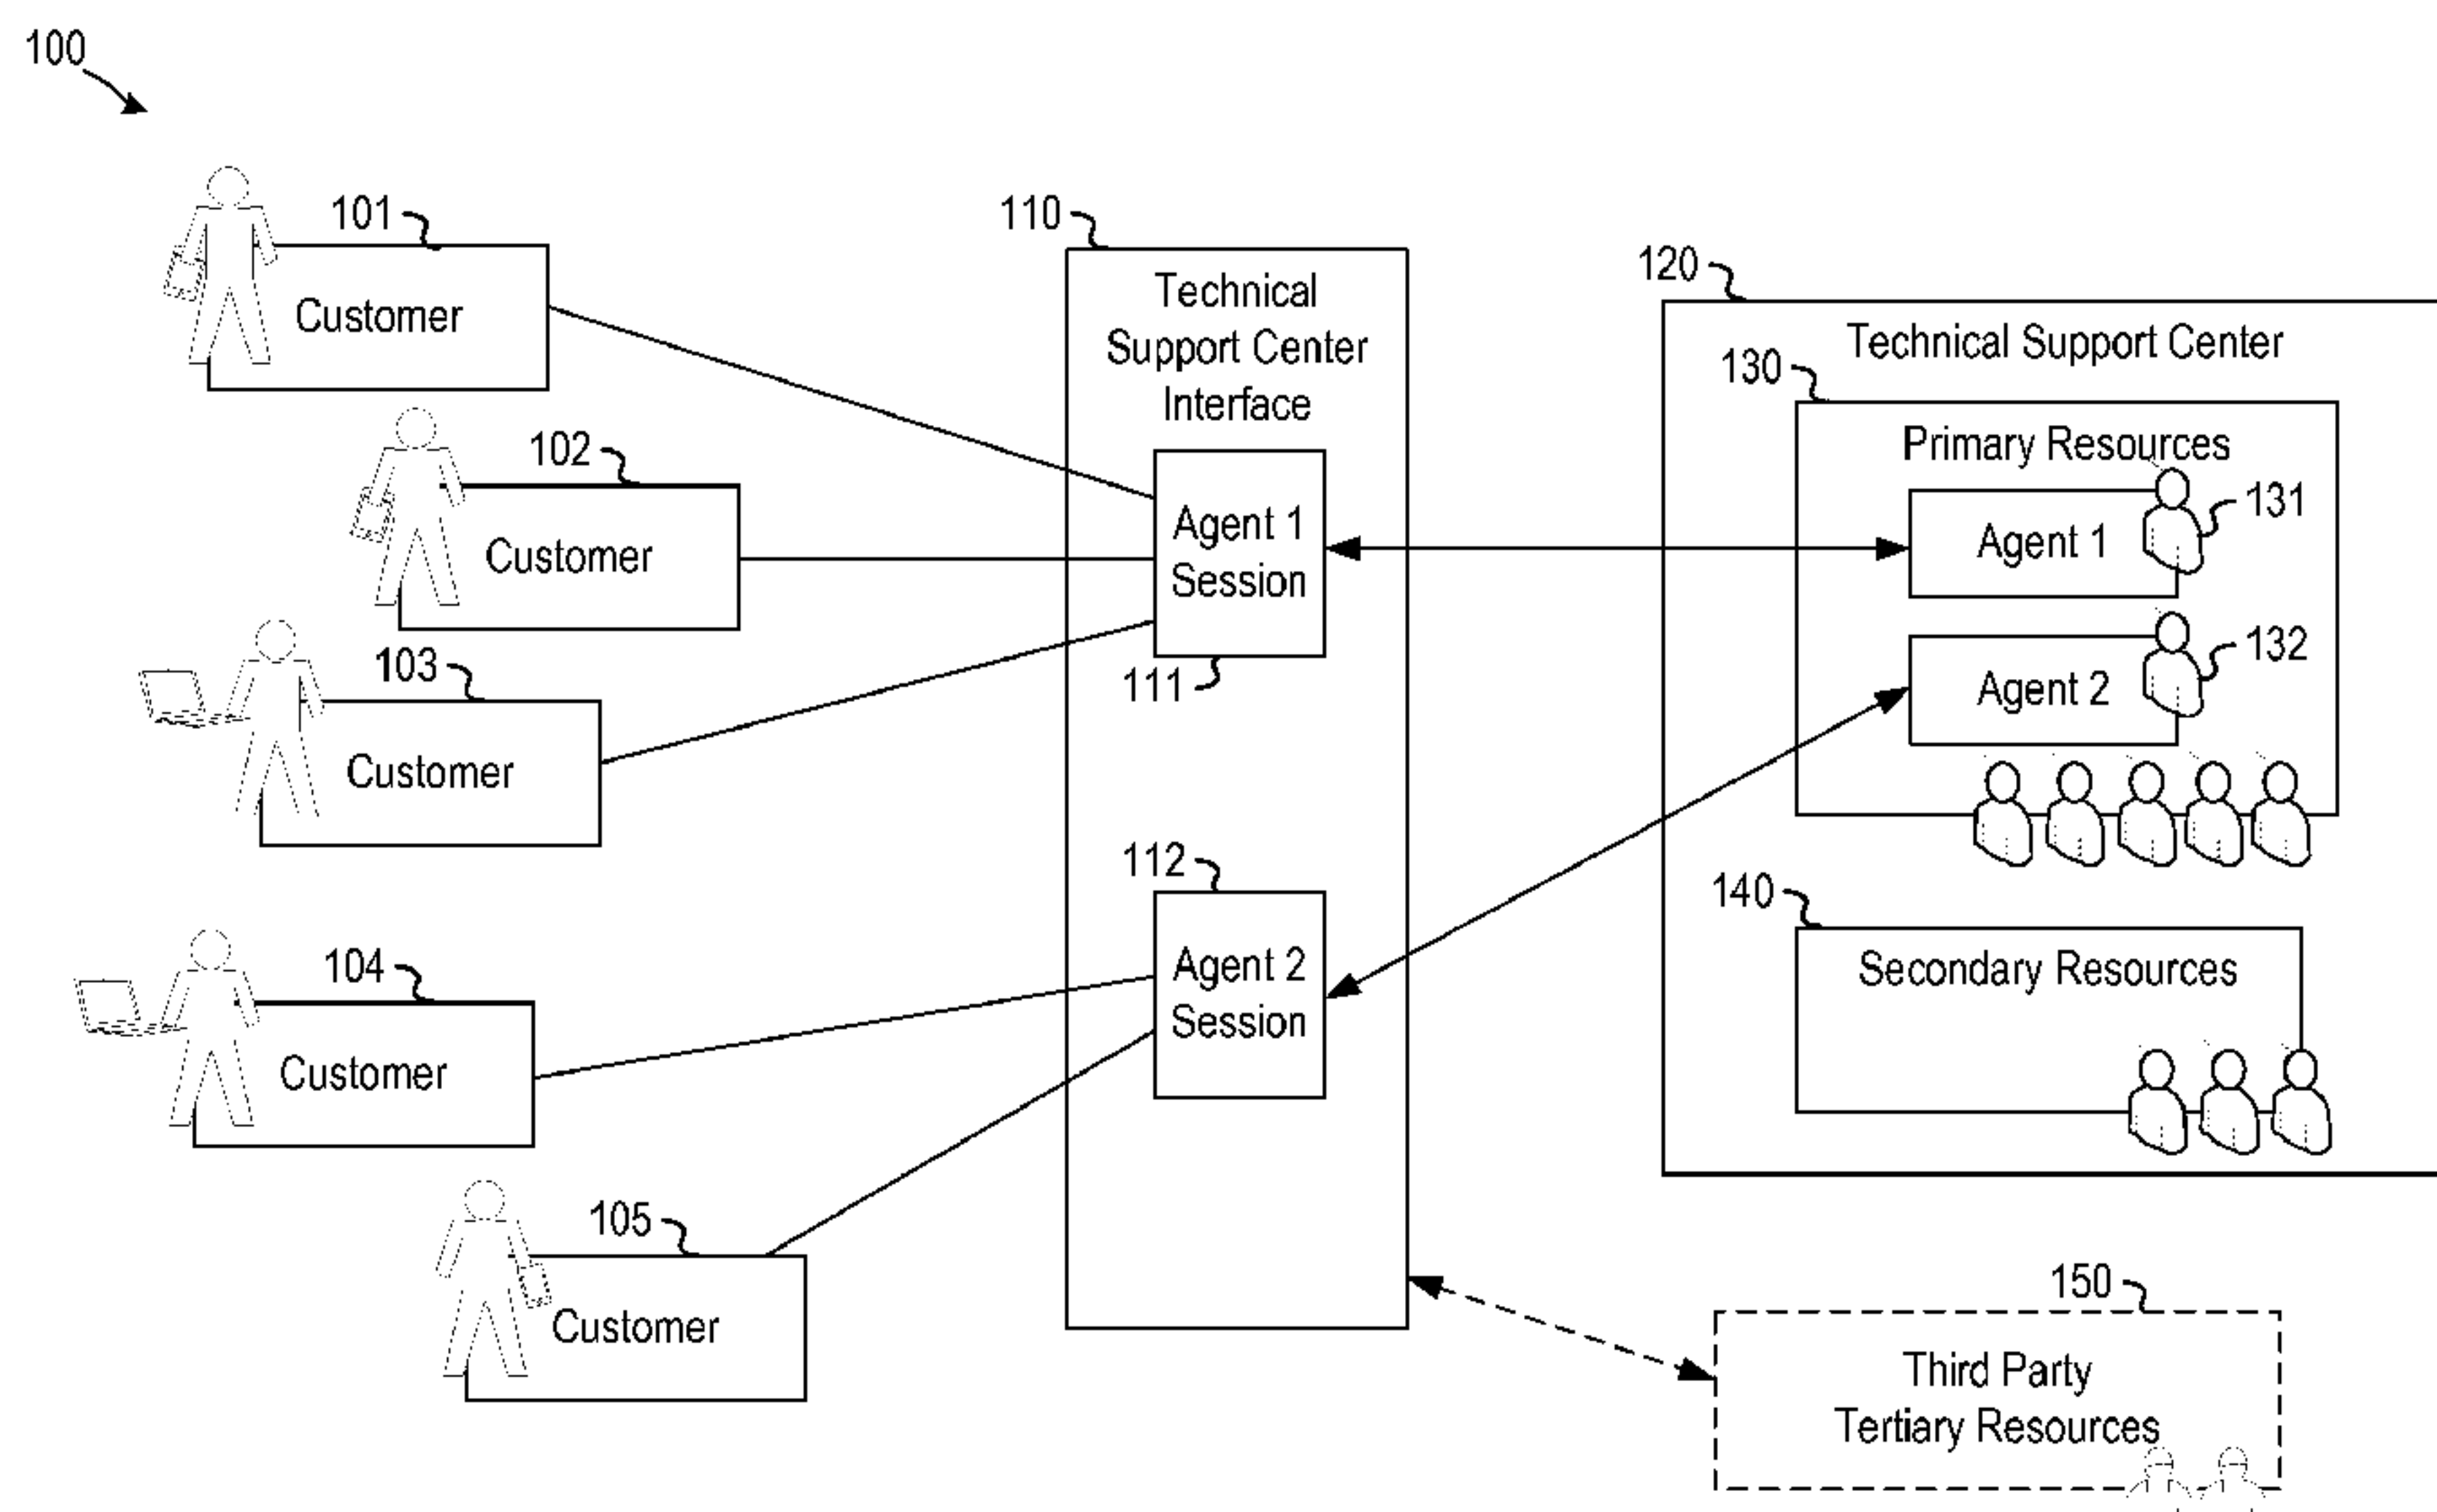 100
101
Customer
102
Customer
103
Customer
104
Customer
105
Customer
110
Technical
Support Center
Interface
Agent 1
Session
111
112
Agent 2
Session
120
Technical Support Center
130
Primary Resources
Agent 1
131
Agent 2
132
140
Secondary Resources
150
Third Party
Tertiary Resources